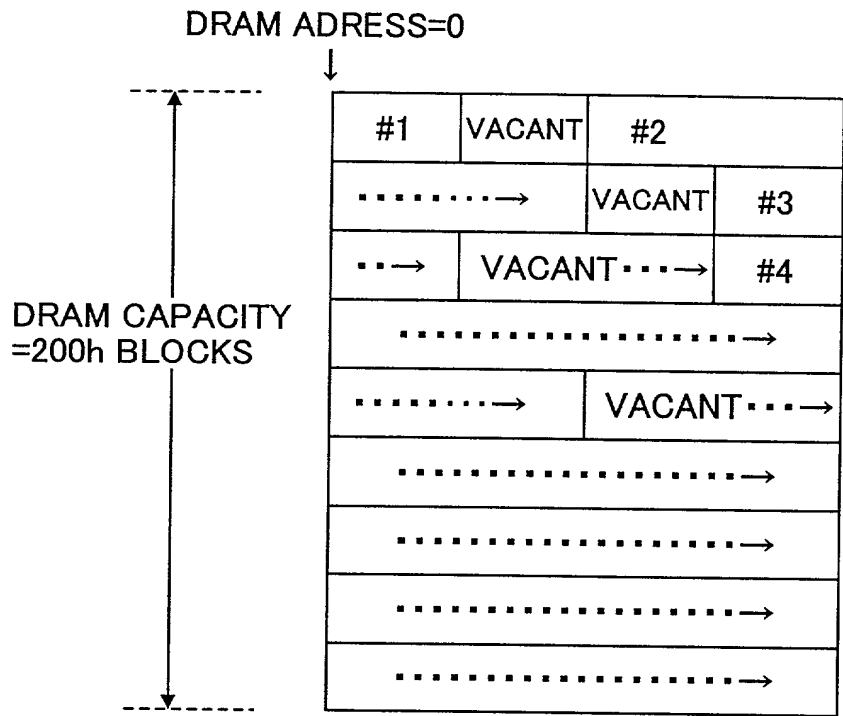 DRAM ADRESS=0
#1 VACANT #2
VACANT #3
VACANT #4
DRAM CAPACITY
=200h BLOCKS
VACANT